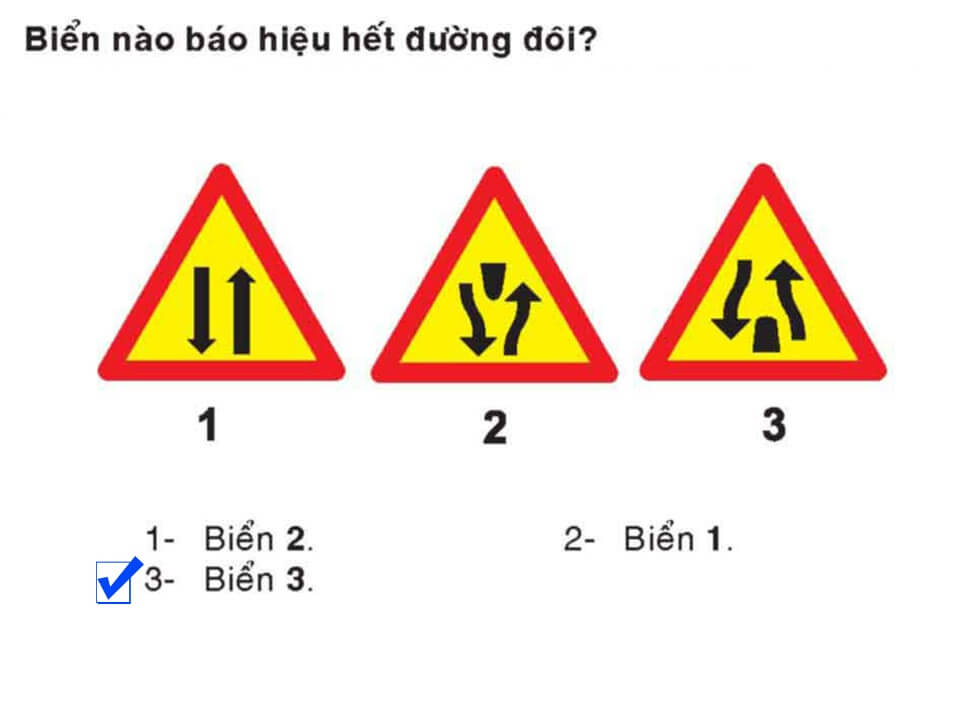 Biển nào báo hiệu hết đường đôi?
1 2 3
1- Biển 2. 2- Biển 1.
3- Biển 3.